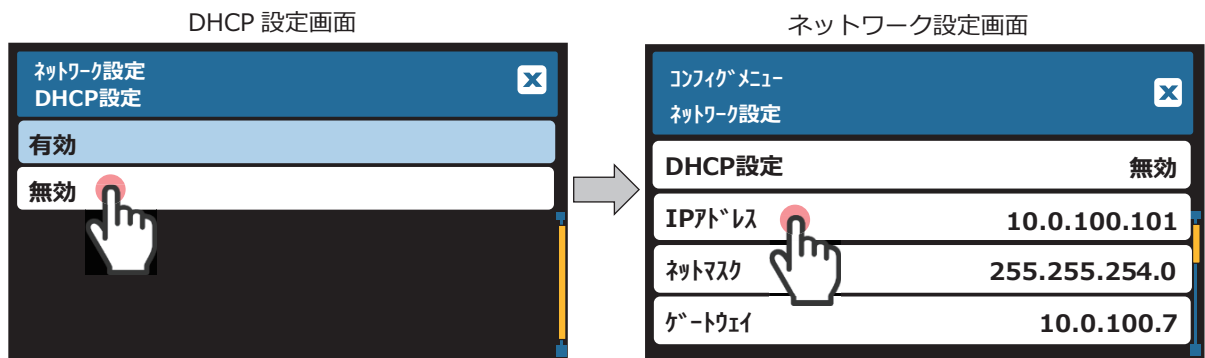 DHCP 設定画面
ﾈｯﾄﾜｰｸ設定
DHCP設定
X
有効
無効
ネットワーク設定画面
ｺﾝﾌｨｸﾞﾒﾆｭｰ
ﾈｯﾄﾜｰｸ設定
X
DHCP設定 無効
IPｱﾄﾞﾚｽ 10.0.100.101
ﾈｯﾄﾏｽｸ 255.255.254.0
ｹﾞｰﾄｳｪｲ 10.0.100.7